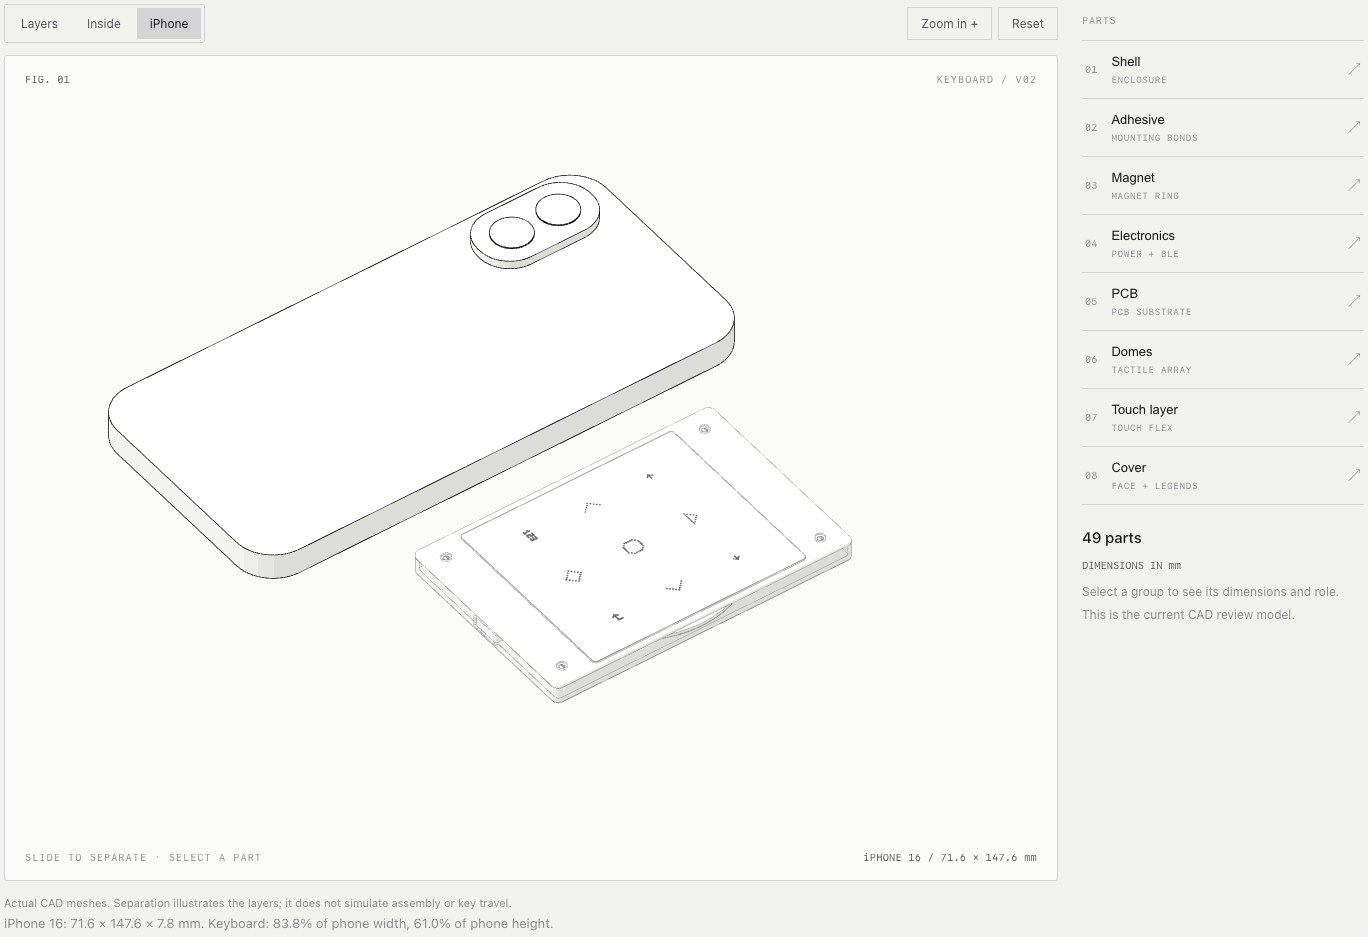 Layers Inside iPhone
Zoom in + Reset
FIG. 01
KEYBOARD / V02
123
SLIDE TO SEPARATE · SELECT A PART
iPHONE 16 / 71.6 × 147.6 mm
Actual CAD meshes. Separation illustrates the layers; it does not simulate assembly or key travel.
iPhone 16: 71.6 × 147.6 × 7.8 mm. Keyboard: 83.8% of phone width, 61.0% of phone height.
PARTS
01 Shell
ENCLOSURE
02 Adhesive
MOUNTING BONDS
03 Magnet
MAGNET RING
04 Electronics
POWER + BLE
05 PCB
PCB SUBSTRATE
06 Domes
TACTILE ARRAY
07 Touch layer
TOUCH FLEX
08 Cover
FACE + LEGENDS
49 parts
DIMENSIONS IN mm
Select a group to see its dimensions and role.
This is the current CAD review model.